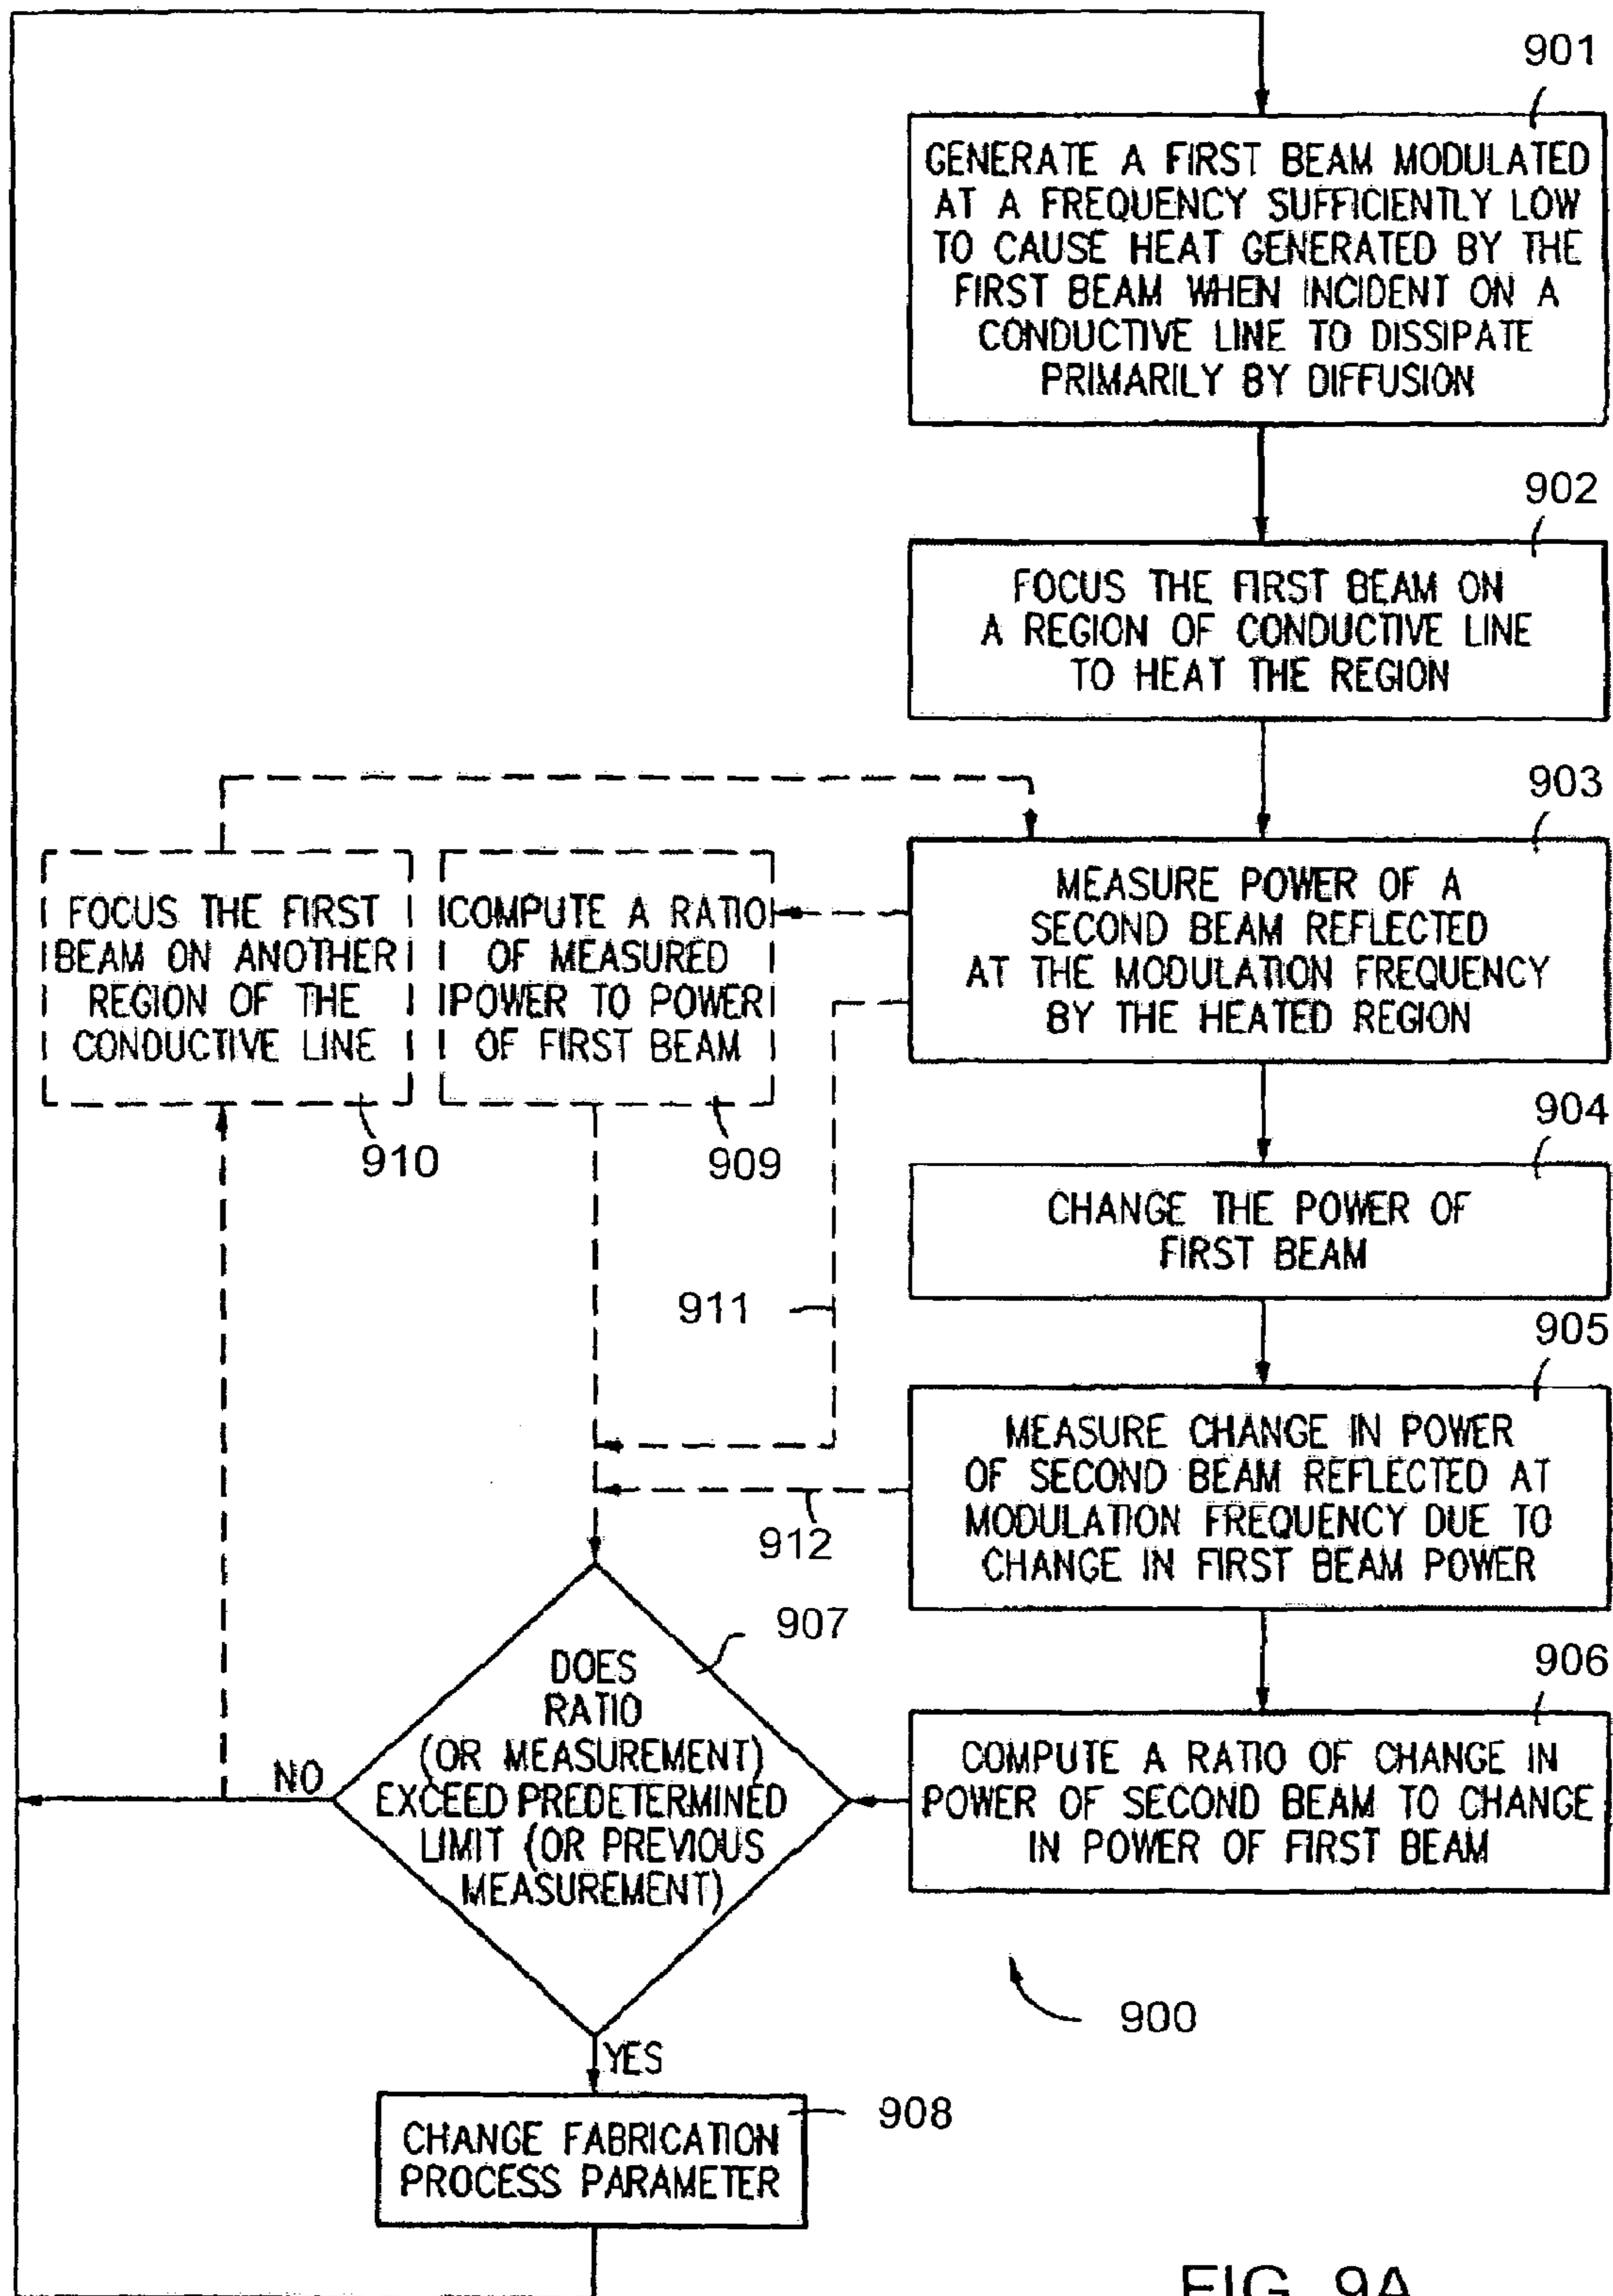 901
GENERATE A FIRST BEAM MODULATED
AT A FREQUENCY SUFFICIENTLY LOW
TO CAUSE HEAT GENERATED BY THE
FIRST BEAM WHEN INCIDENT ON A
CONDUCTIVE LINE TO DISSIPATE
PRIMARILY BY DIFFUSION
902
FOCUS THE FIRST BEAM ON
A REGION OF CONDUCTIVE LINE
TO HEAT THE REGION
903
MEASURE POWER OF A
SECOND BEAM REFLECTED
AT THE MODULATION FREQUENCY
BY THE HEATED REGION
FOCUS THE FIRST
BEAM ON ANOTHER
REGION OF THE
CONDUCTIVE LINE
910
COMPUTE A RATIO
OF MEASURED
POWER TO POWER
OF FIRST BEAM
909
904
CHANGE THE POWER OF
FIRST BEAM
911
905
MEASURE CHANGE IN POWER
OF SECOND BEAM REFLECTED AT
MODULATION FREQUENCY DUE TO
CHANGE IN FIRST BEAM POWER
912
907
DOES
RATIO
(OR MEASUREMENT)
EXCEED PREDETERMINED
LIMIT (OR PREVIOUS
MEASUREMENT)
NO
906
COMPUTE A RATIO OF CHANGE IN
POWER OF SECOND BEAM TO CHANGE
IN POWER OF FIRST BEAM
900
YES
908
CHANGE FABRICATION
PROCESS PARAMETER
FIG. 9A